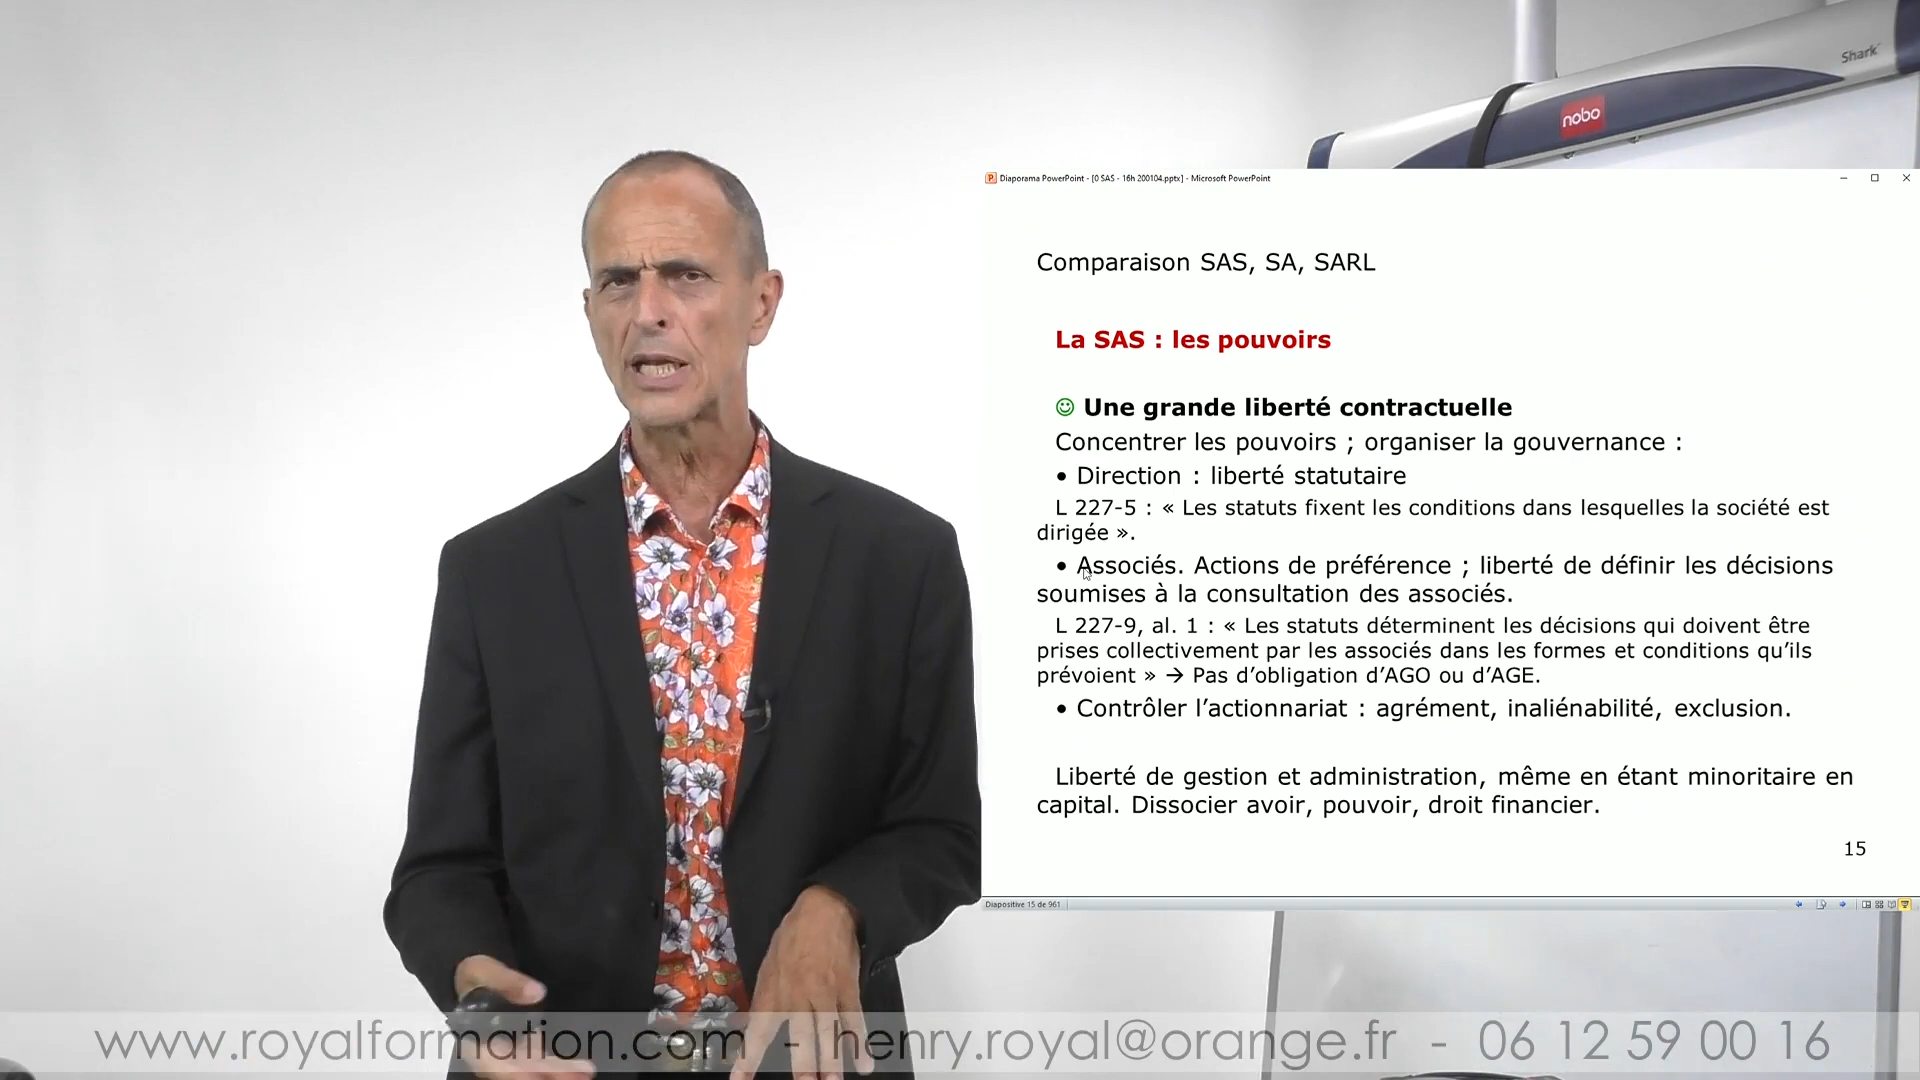 Shark
nobo
Diaporama PowerPoint - [0 SAS - 16h 200104.pptx] - Microsoft PowerPoint
Comparaison SAS, SA, SARL
La SAS : les pouvoirs
☺ Une grande liberté contractuelle
Concentrer les pouvoirs ; organiser la gouvernance :
• Direction : liberté statutaire
L 227-5 : « Les statuts fixent les conditions dans lesquelles la société est
dirigée ».
• Associés. Actions de préférence ; liberté de définir les décisions
soumises à la consultation des associés.
L 227-9, al. 1 : « Les statuts déterminent les décisions qui doivent être
prises collectivement par les associés dans les formes et conditions qu’ils
prévoient » → Pas d’obligation d’AGO ou d’AGE.
• Contrôler l’actionnariat : agrément, inaliénabilité, exclusion.
Liberté de gestion et administration, même en étant minoritaire en
capital. Dissocier avoir, pouvoir, droit financier.
15
Diapositive 15 de 961
www.royalformation.com - henry.royal@orange.fr - 06 12 59 00 16